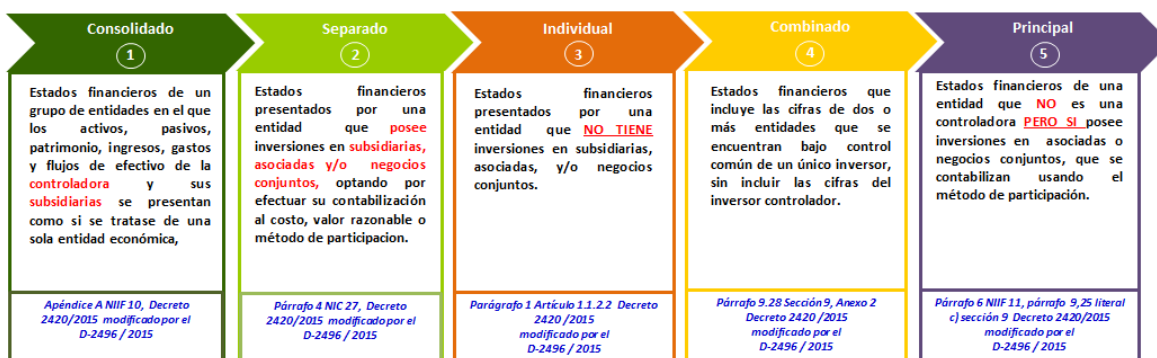 Consolidado
1
Estados financieros de un
grupo de entidades en el que
los activos, pasivos,
patrimonio, ingresos, gastos
y flujos de efectivo de la
controladora y sus
subsidiarias se presentan
como si se tratase de una
sola entidad económica,
Apéndice A NIIF 10, Decreto
2420/2015 modificado por el
D-2496 / 2015
Separado
2
Estados financieros
presentados por una
entidad que posee
inversiones en subsidiarias,
asociadas y/o negocios
conjuntos, optando por
efectuar su contabilización
al costo, valor razonable o
método de participacion.
Párrafo 4 NIC 27, Decreto
2420/2015 modificado por el
D-2496 / 2015
Individual
3
Estados financieros
presentados por una
entidad que NO TIENE
inversiones en subsidiarias,
asociadas, y/o negocios
conjuntos.
Parágrafo 1 Artículo 1.1.2.2 Decreto
2420 /2015
modificado por el
D-2496 / 2015
Combinado
4
Estados financieros que
incluye las cifras de dos o
más entidades que se
encuentran bajo control
común de un único inversor,
sin incluir las cifras del
inversor controlador.
Párrafo 9.28 Sección 9, Anexo 2
Decreto 2420 /2015
modificado por el
D-2496 / 2015
Principal
5
Estados financieros de una
entidad que NO es una
controladora PERO SI posee
inversiones en asociadas o
negocios conjuntos, que se
contabilizan usando el
método de participación.
Párrafo 6 NIIF 11, párrafo 9,25 literal
c) sección 9 Decreto 2420/2015
modificado por el
D-2496 / 2015